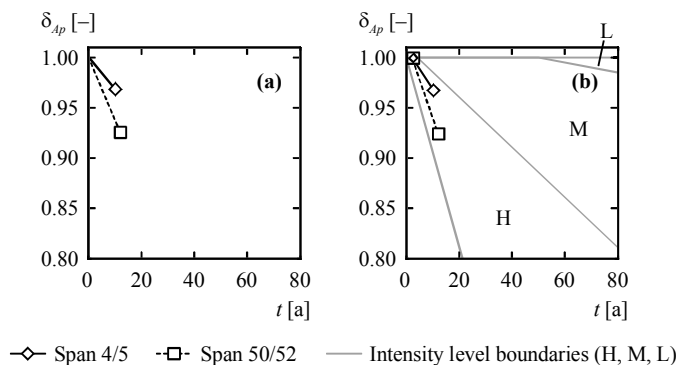 δAp [–]
1.00
0.95
0.90
0.85
0.80
(a)
0 20 40 60 80
t [a]
δAp [–]
1.00
0.95
0.90
0.85
0.80
(b)
L
M
H
0 20 40 60 80
t [a]
Span 4/5 Span 50/52 Intensity level boundaries (H, M, L)